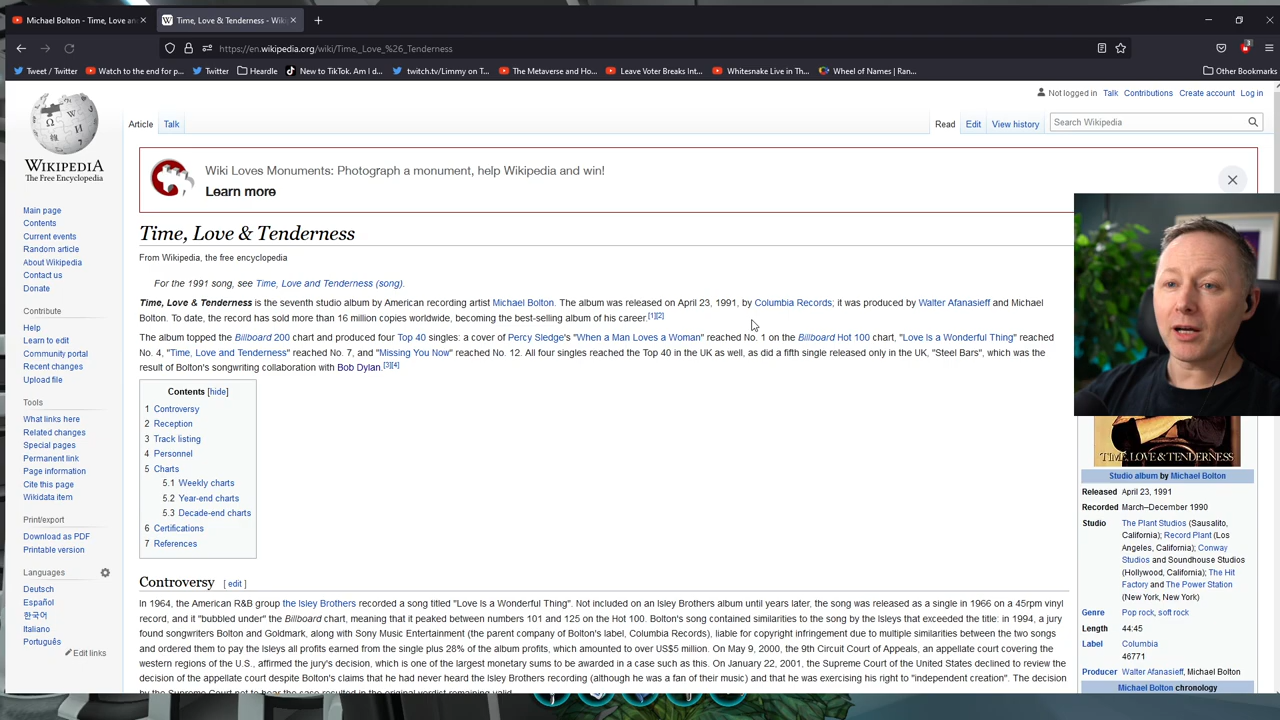 Michael Bolton - Time, Love an
Time, Love & Tenderness - Wiki
https://en.wikipedia.org/wiki/Time,_Love_%26_Tenderness
Tweet / Twitter
Watch to the end for p...
Twitter
Heardle
New to TikTok. Am I d...
twitch.tv/Limmy on T...
The Metaverse and Ho...
Leave Voter Breaks Int...
Whitesnake Live in Th...
Wheel of Names | Ran...
Other Bookmarks
Not logged in Talk Contributions Create account Log in
Article Talk
Read Edit View history
Search Wikipedia
WIKIPEDIA
The Free Encyclopedia
Main page
Contents
Current events
Random article
About Wikipedia
Contact us
Donate
Contribute
Help
Learn to edit
Community portal
Recent changes
Upload file
Tools
What links here
Related changes
Special pages
Permanent link
Page information
Cite this page
Wikidata item
Print/export
Download as PDF
Printable version
Languages
Deutsch
Español
한국어
Italiano
Português
Edit links
Wiki Loves Monuments: Photograph a monument, help Wikipedia and win!
Learn more
Time, Love & Tenderness
From Wikipedia, the free encyclopedia
For the 1991 song, see Time, Love and Tenderness (song).
Time, Love & Tenderness is the seventh studio album by American recording artist Michael Bolton. The album was released on April 23, 1991, by Columbia Records; it was produced by Walter Afanasieff and Michael
Bolton. To date, the record has sold more than 16 million copies worldwide, becoming the best-selling album of his career.[1][2]
The album topped the Billboard 200 chart and produced four Top 40 singles: a cover of Percy Sledge's "When a Man Loves a Woman" reached No. 1 on the Billboard Hot 100 chart, "Love Is a Wonderful Thing" reached
No. 4, "Time, Love and Tenderness" reached No. 7, and "Missing You Now" reached No. 12. All four singles reached the Top 40 in the UK as well, as did a fifth single released only in the UK, "Steel Bars", which was the
result of Bolton's songwriting collaboration with Bob Dylan.[3][4]
Contents [hide]
1 Controversy
2 Reception
3 Track listing
4 Personnel
5 Charts
5.1 Weekly charts
5.2 Year-end charts
5.3 Decade-end charts
6 Certifications
7 References
Controversy [ edit ]
In 1964, the American R&B group the Isley Brothers recorded a song titled "Love Is a Wonderful Thing". Not included on an Isley Brothers album until years later, the song was released as a single in 1966 on a 45rpm vinyl
record, and it "bubbled under" the Billboard chart, meaning that it peaked between numbers 101 and 125 on the Hot 100. Bolton's song contained similarities to the song by the Isleys that exceeded the title: in 1994, a jury
found songwriters Bolton and Goldmark, along with Sony Music Entertainment (the parent company of Bolton's label, Columbia Records), liable for copyright infringement due to multiple similarities between the two songs
and ordered them to pay the Isleys all profits earned from the single plus 28% of the album profits, which amounted to over US$5 million. On May 9, 2000, the 9th Circuit Court of Appeals, an appellate court covering the
western regions of the U.S., affirmed the jury's decision, which is one of the largest monetary sums to be awarded in a case such as this. On January 22, 2001, the Supreme Court of the United States declined to review the
decision of the appellate court despite Bolton's claims that he had never heard the Isley Brothers recording (although he was a fan of their music) and that he was exercising his right to "independent creation". The decision
by the Supreme Court not to hear the case resulted in the original verdict remaining valid.
TIME, LOVE & TENDERNESS
Studio album by Michael Bolton
Released April 23, 1991
Recorded March–December 1990
Studio The Plant Studios (Sausalito,
California); Record Plant (Los
Angeles, California); Conway
Studios and Soundhouse Studios
(Hollywood, California); The Hit
Factory and The Power Station
(New York, New York)
Genre Pop rock, soft rock
Length 44:45
Label Columbia
46771
Producer Walter Afanasieff, Michael Bolton
Michael Bolton chronology